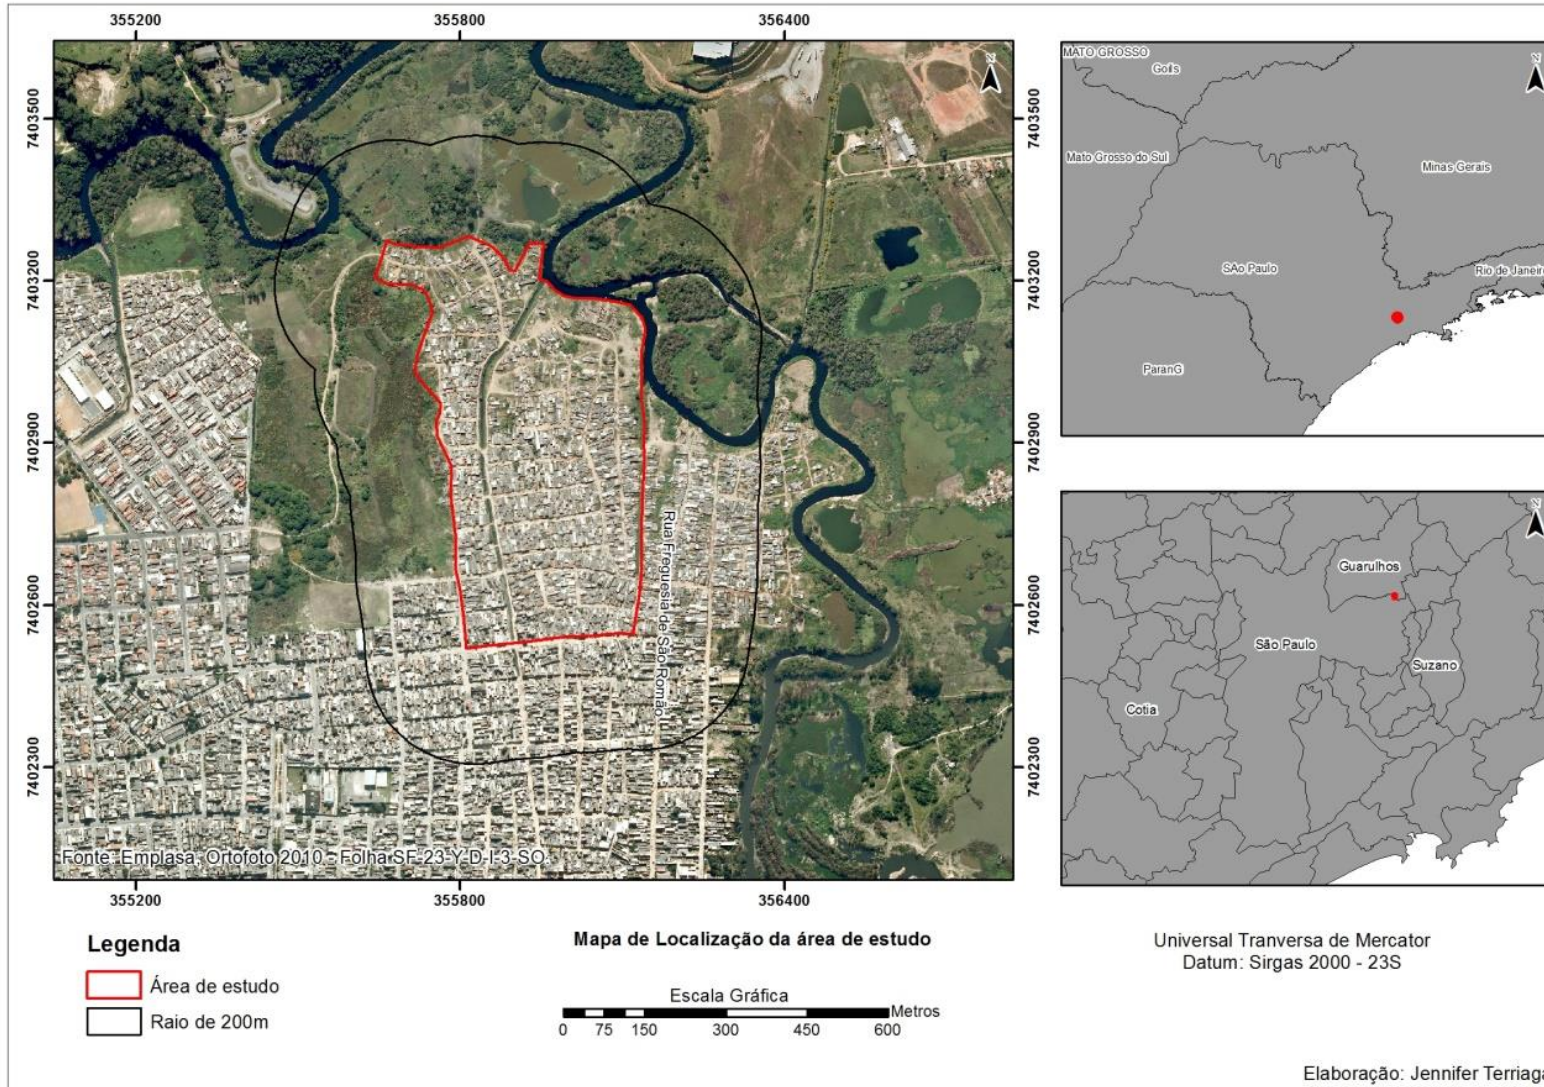 355200 355800 356400
7403500
7403200
7402900
7402600
7402300
7403500
7403200
7402900
7402600
7402300
N
Rua Freguesia de São Romão
Fonte: Emplasa, Ortofoto 2010 - Folha SF-23-Y-D-I-3-SO.
355200 355800 356400
N
MATO GROSSO
GoIIs
Mato Grosso do Sul
Minas Gerais
SAo Paulo
Rio de Janeiro
ParanG
N
Guarulhos
São Paulo
Suzano
Cotia
Legenda
Área de estudo
Raio de 200m
Mapa de Localização da área de estudo
Escala Gráfica
Metros
0 75 150 300 450 600
Universal Tranversa de Mercator
Datum: Sirgas 2000 - 23S
Elaboração: Jennifer Terriaga